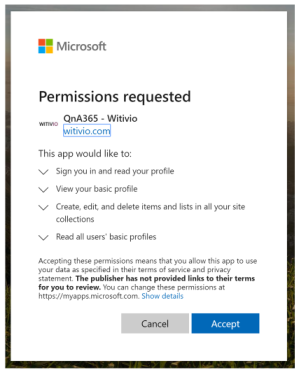 Microsoft
Permissions requested
WITIVIO
QnA365 - Witivio
witivio.com
This app would like to:
Sign you in and read your profile
View your basic profile
Create, edit, and delete items and lists in all your site
collections
Read all users' basic profiles
Accepting these permissions means that you allow this app to use
your data as specified in their terms of service and privacy
statement. The publisher has not provided links to their terms
for you to review. You can change these permissions at
https://myapps.microsoft.com. Show details
Cancel
Accept